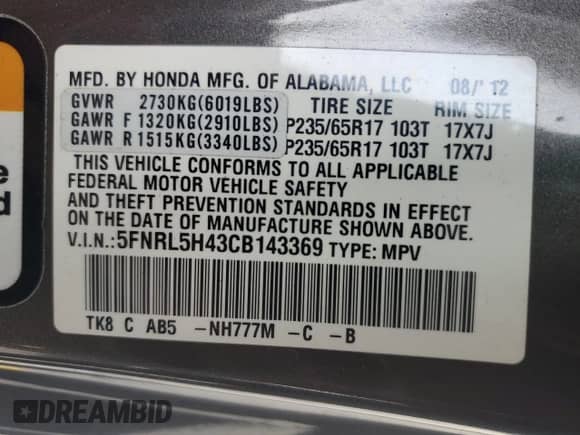 MFD. BY HONDA MFG. OF ALABAMA, LLC 08/'12
GVWR 2730KG(6019LBS) TIRE SIZE RIM SIZE
GAWR F 1320KG(2910LBS) P235/65R17 103T 17X7J
GAWR R 1515KG(3340LBS) P235/65R17 103T 17X7J
THIS VEHICLE CONFORMS TO ALL APPLICABLE
FEDERAL MOTOR VEHICLE SAFETY
AND THEFT PREVENTION STANDARDS IN EFFECT
ON THE DATE OF MANUFACTURE SHOWN ABOVE.
V.I.N.: 5FNRL5H43CB143369 TYPE: MPV
TK8 C AB5 -NH777M -C -B
DREAMBID